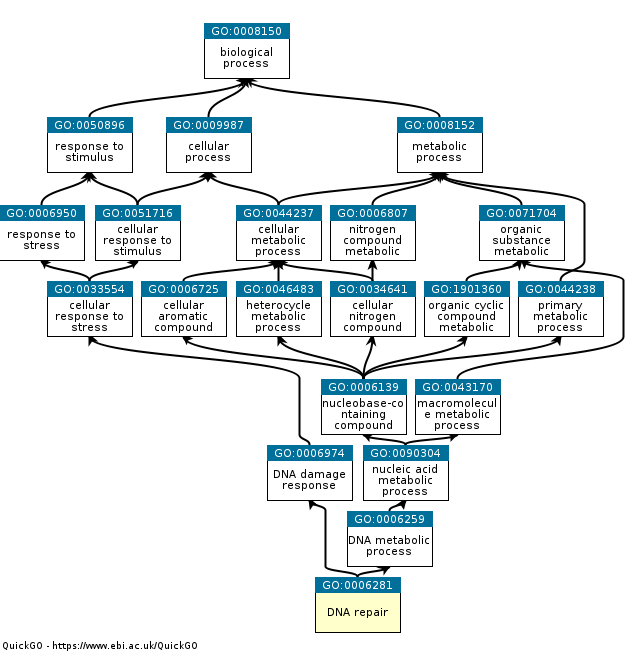 GO:0008150
biological
process
GO:0050896
response to
stimulus
GO:0009987
cellular
process
GO:0008152
metabolic
process
GO:0006950
response to
stress
GO:0051716
cellular
response to
stimulus
GO:0044237
cellular
metabolic
process
GO:0006807
nitrogen
compound
metabolic
GO:0071704
organic
substance
metabolic
GO:0033554
cellular
response to
stress
GO:0006725
cellular
aromatic
compound
GO:0046483
heterocycle
metabolic
process
GO:0034641
cellular
nitrogen
compound
GO:1901360
organic cyclic
compound
metabolic
GO:0044238
primary
metabolic
process
GO:0006139
nucleobase-co
ntaining
compound
GO:0043170
macromolecul
e metabolic
process
GO:0006974
DNA damage
response
GO:0090304
nucleic acid
metabolic
process
GO:0006259
DNA metabolic
process
GO:0006281
DNA repair
QuickGO - https://www.ebi.ac.uk/QuickGO